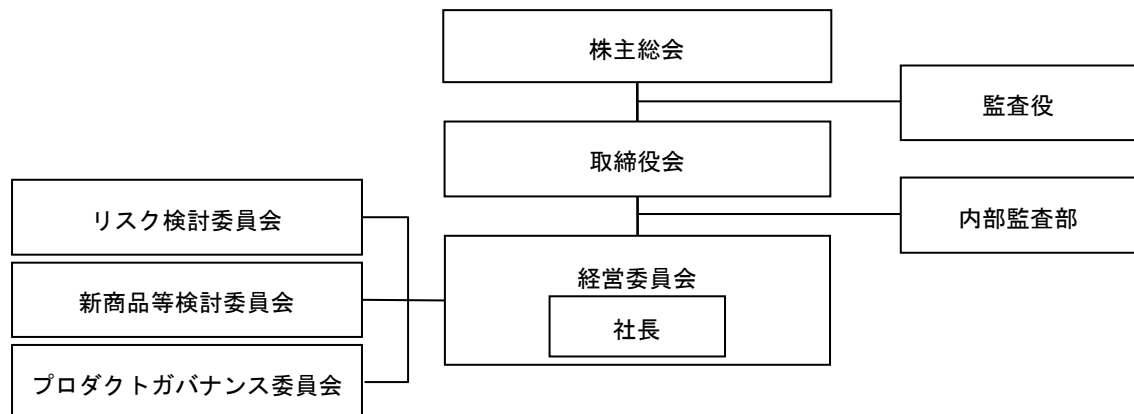 株主総会
監査役
取締役会
内部監査部
リスク検討委員会
新商品等検討委員会
プロダクトガバナンス委員会
経営委員会
社長